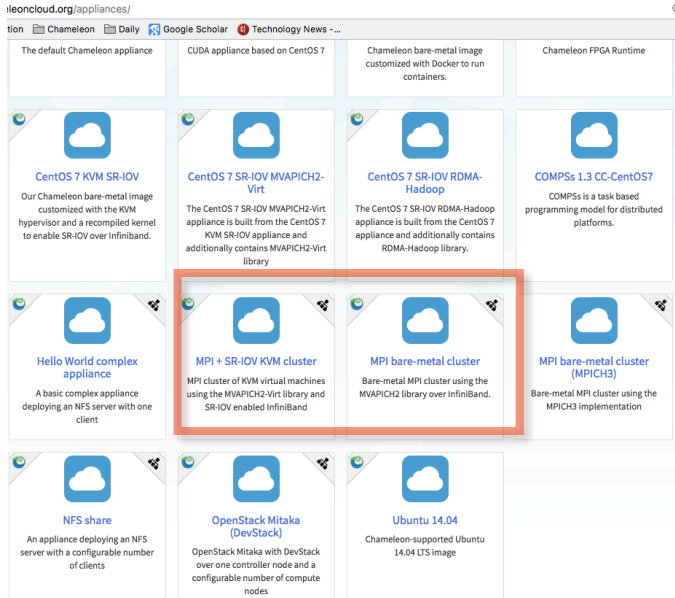 eleoncloud.org/appliances/
tion Chameleon Daily Google Scholar Technology News -...
The default Chameleon appliance
CUDA appliance based on CentOS 7
Chameleon bare-metal image
customized with Docker to run
containers.
Chameleon FPGA Runtime
CentOS 7 KVM SR-IOV
Our Chameleon bare-metal image
customized with the KVM
hypervisor and a recompiled kernel
to enable SR-IOV over Infiniband.
CentOS 7 SR-IOV MVAPICH2-
Virt
The CentOS 7 SR-IOV MVAPICH2-Virt
appliance is built from the CentOS 7
KVM SR-IOV appliance and
additionally contains MVAPICH2-Virt
library
CentOS 7 SR-IOV RDMA-
Hadoop
The CentOS 7 SR-IOV RDMA-Hadoop
appliance is built from the CentOS 7
appliance and additionally contains
RDMA-Hadoop library.
COMPSs 1.3 CC-CentOS7
COMPSs is a task based
programming model for distributed
platforms.
Hello World complex
appliance
A basic complex appliance
deploying an NFS server with one
client
MPI + SR-IOV KVM cluster
MPI cluster of KVM virtual machines
using the MVAPICH2-Virt library and
SR-IOV enabled InfiniBand
MPI bare-metal cluster
Bare-metal MPI cluster using the
MVAPICH2 library over InfiniBand.
MPI bare-metal cluster
(MPICH3)
Bare-metal MPI cluster using the
MPICH3 implementation
NFS share
An appliance deploying an NFS
server with a configurable number
of clients
OpenStack Mitaka
(DevStack)
OpenStack Mitaka with DevStack
over one controller node and a
configurable number of compute
nodes
Ubuntu 14.04
Chameleon-supported Ubuntu
14.04 LTS image